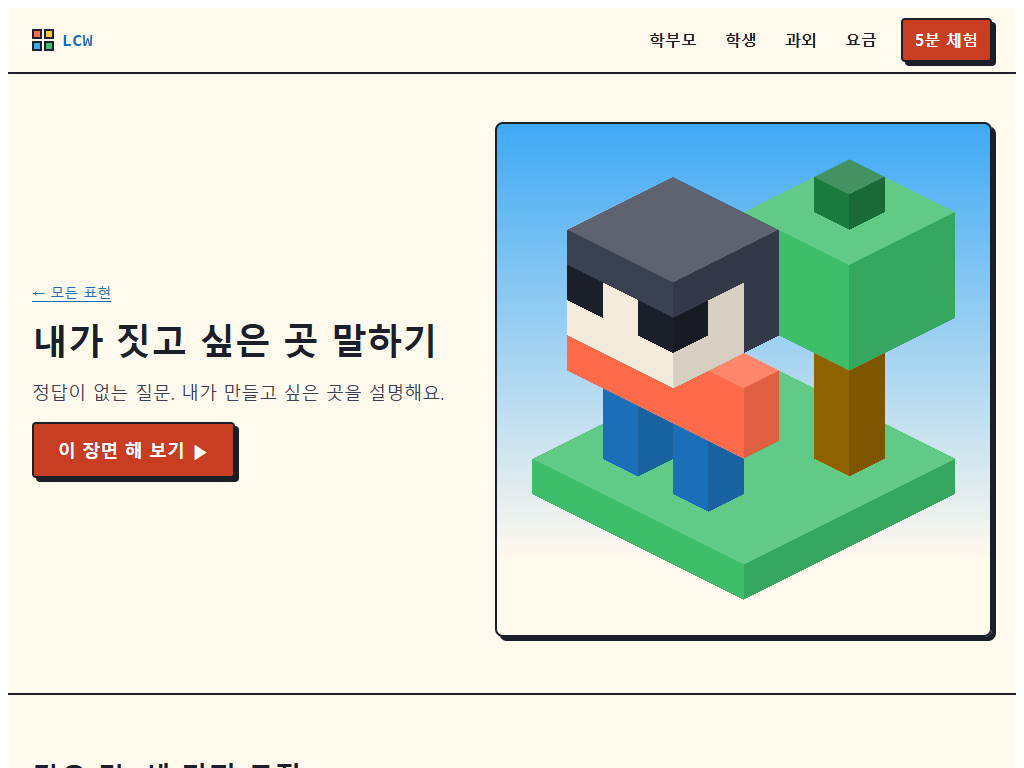 LCW
학부모
학생
과외
요금
5분 체험
← 모든 표현
내가 짓고 싶은 곳 말하기
정답이 없는 질문. 내가 만들고 싶은 곳을 설명해요.
이 장면 해 보기 ▶